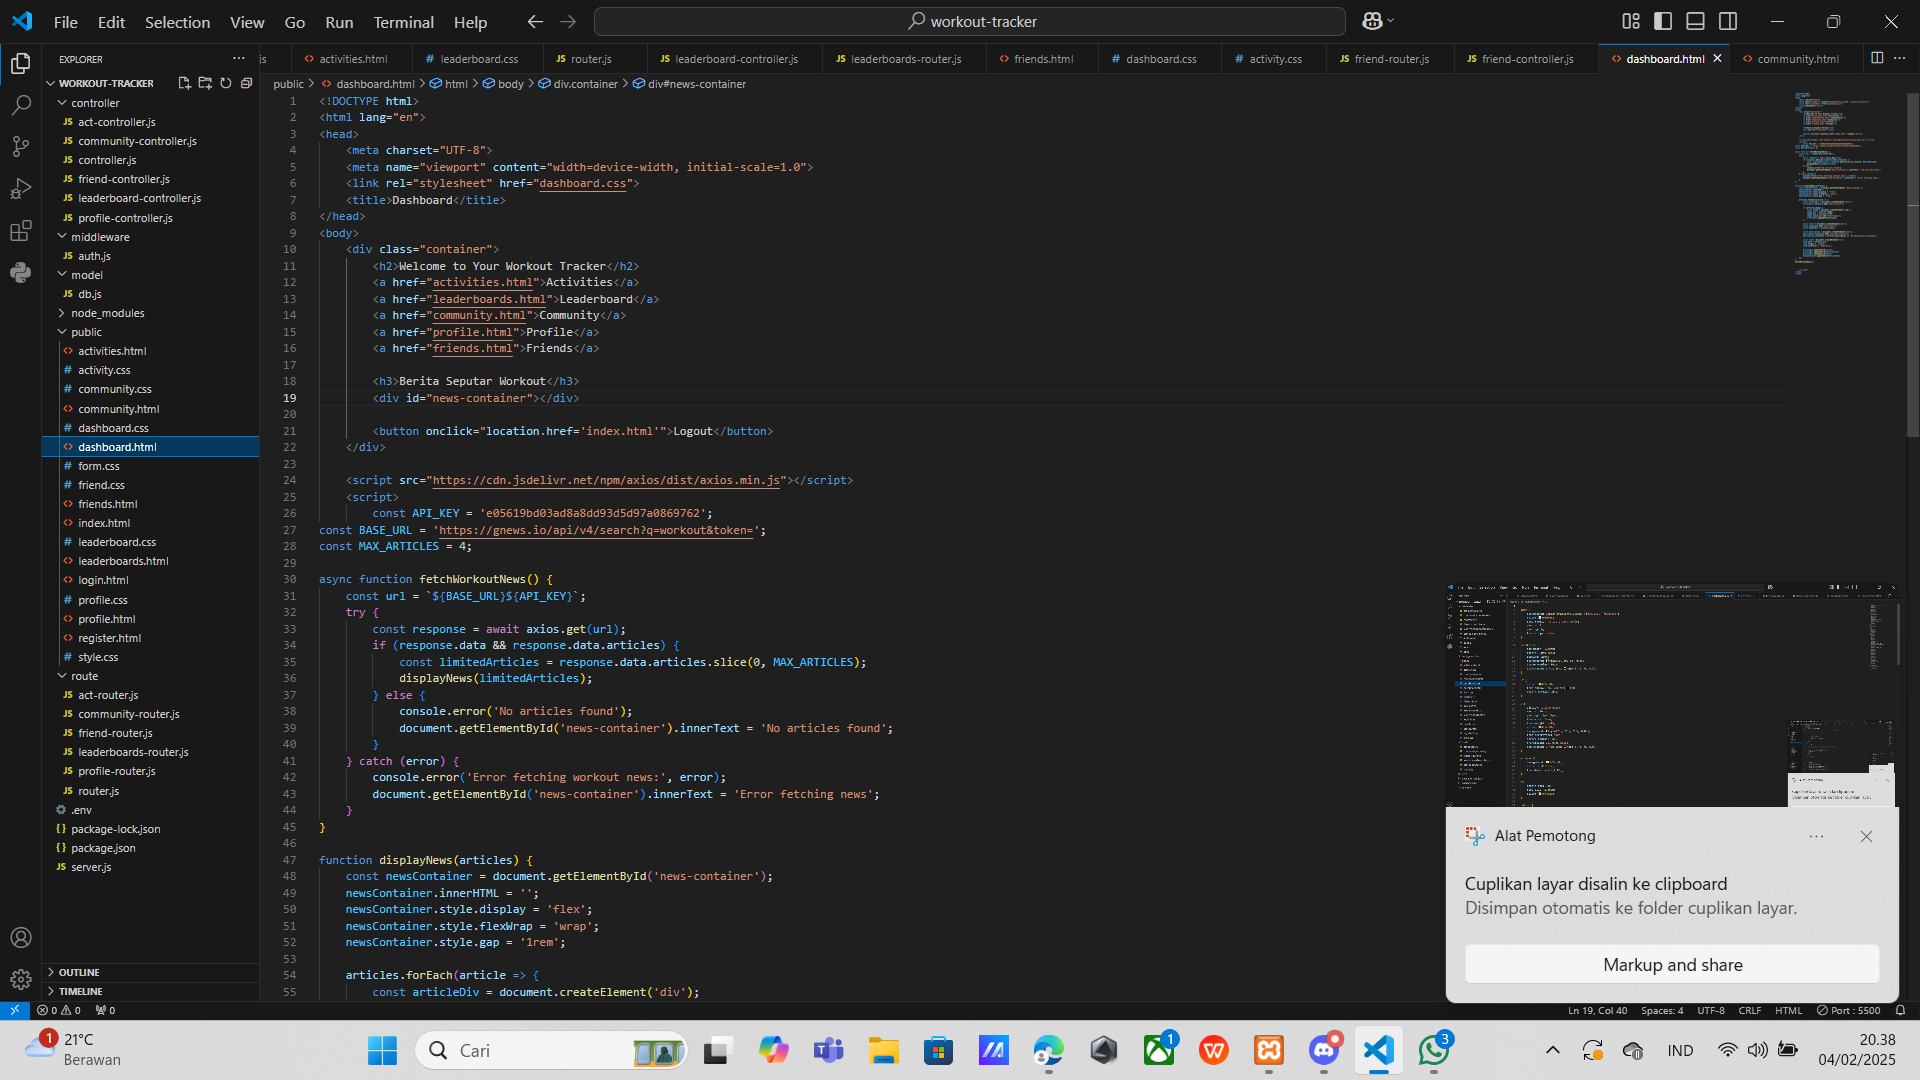 File Edit Selection View Go Run Terminal Help
workout-tracker
EXPLORER
js activities.html leaderboard.css router.js leaderboard-controller.js leaderboards-router.js friends.html dashboard.css activity.css friend-router.js friend-controller.js dashboard.html community.html
WORKOUT-TRACKER
public > dashboard.html > html > body > div.container > div#news-container
controller
act-controller.js
community-controller.js
controller.js
friend-controller.js
leaderboard-controller.js
profile-controller.js
middleware
auth.js
model
db.js
node_modules
public
activities.html
activity.css
community.css
community.html
dashboard.css
dashboard.html
form.css
friend.css
friends.html
index.html
leaderboard.css
leaderboards.html
login.html
profile.css
profile.html
register.html
style.css
route
act-router.js
community-router.js
friend-router.js
leaderboards-router.js
profile-router.js
router.js
.env
package-lock.json
package.json
server.js
OUTLINE
TIMELINE
1 <!DOCTYPE html>
2 <html lang="en">
3 <head>
4 <meta charset="UTF-8">
5 <meta name="viewport" content="width=device-width, initial-scale=1.0">
6 <link rel="stylesheet" href="dashboard.css">
7 <title>Dashboard</title>
8 </head>
9 <body>
10 <div class="container">
11 <h2>Welcome to Your Workout Tracker</h2>
12 <a href="activities.html">Activities</a>
13 <a href="leaderboards.html">Leaderboard</a>
14 <a href="community.html">Community</a>
15 <a href="profile.html">Profile</a>
16 <a href="friends.html">Friends</a>
17
18 <h3>Berita Seputar Workout</h3>
19 <div id="news-container"></div>
20
21 <button onclick="location.href='index.html'">Logout</button>
22 </div>
23
24 <script src="https://cdn.jsdelivr.net/npm/axios/dist/axios.min.js"></script>
25 <script>
26 const API_KEY = 'e05619bd03ad8a8dd93d5d97a0869762';
27 const BASE_URL = 'https://gnews.io/api/v4/search?q=workout&token=';
28 const MAX_ARTICLES = 4;
29
30 async function fetchWorkoutNews() {
31 const url = `${BASE_URL}${API_KEY}`;
32 try {
33 const response = await axios.get(url);
34 if (response.data && response.data.articles) {
35 const limitedArticles = response.data.articles.slice(0, MAX_ARTICLES);
36 displayNews(limitedArticles);
37 } else {
38 console.error('No articles found');
39 document.getElementById('news-container').innerText = 'No articles found';
40 }
41 } catch (error) {
42 console.error('Error fetching workout news:', error);
43 document.getElementById('news-container').innerText = 'Error fetching news';
44 }
45 }
46
47 function displayNews(articles) {
48 const newsContainer = document.getElementById('news-container');
49 newsContainer.innerHTML = '';
50 newsContainer.style.display = 'flex';
51 newsContainer.style.flexWrap = 'wrap';
52 newsContainer.style.gap = '1rem';
53
54 articles.forEach(article => {
55 const articleDiv = document.createElement('div');
Alat Pemotong
Cuplikan layar disalin ke clipboard
Disimpan otomatis ke folder cuplikan layar.
Markup and share
0 0 0
Ln 19, Col 40 Spaces: 4 UTF-8 CRLF HTML Port : 5500
1 21°C
Berawan
Cari
1
3
IND
20.38
04/02/2025